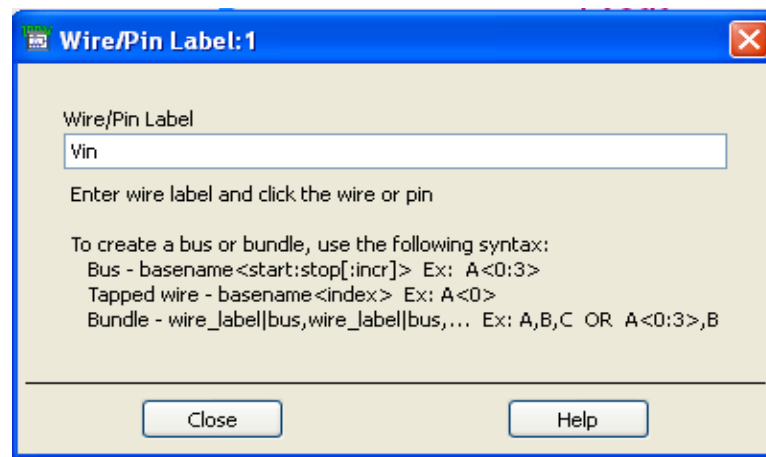 Wire/Pin Label:1
Wire/Pin Label
Vin
Enter wire label and click the wire or pin
To create a bus or bundle, use the following syntax:
Bus - basename<start:stop[:incr]> Ex: A<0:3>
Tapped wire - basename<index> Ex: A<0>
Bundle - wire_label|bus,wire_label|bus,... Ex: A,B,C OR A<0:3>,B
Close Help